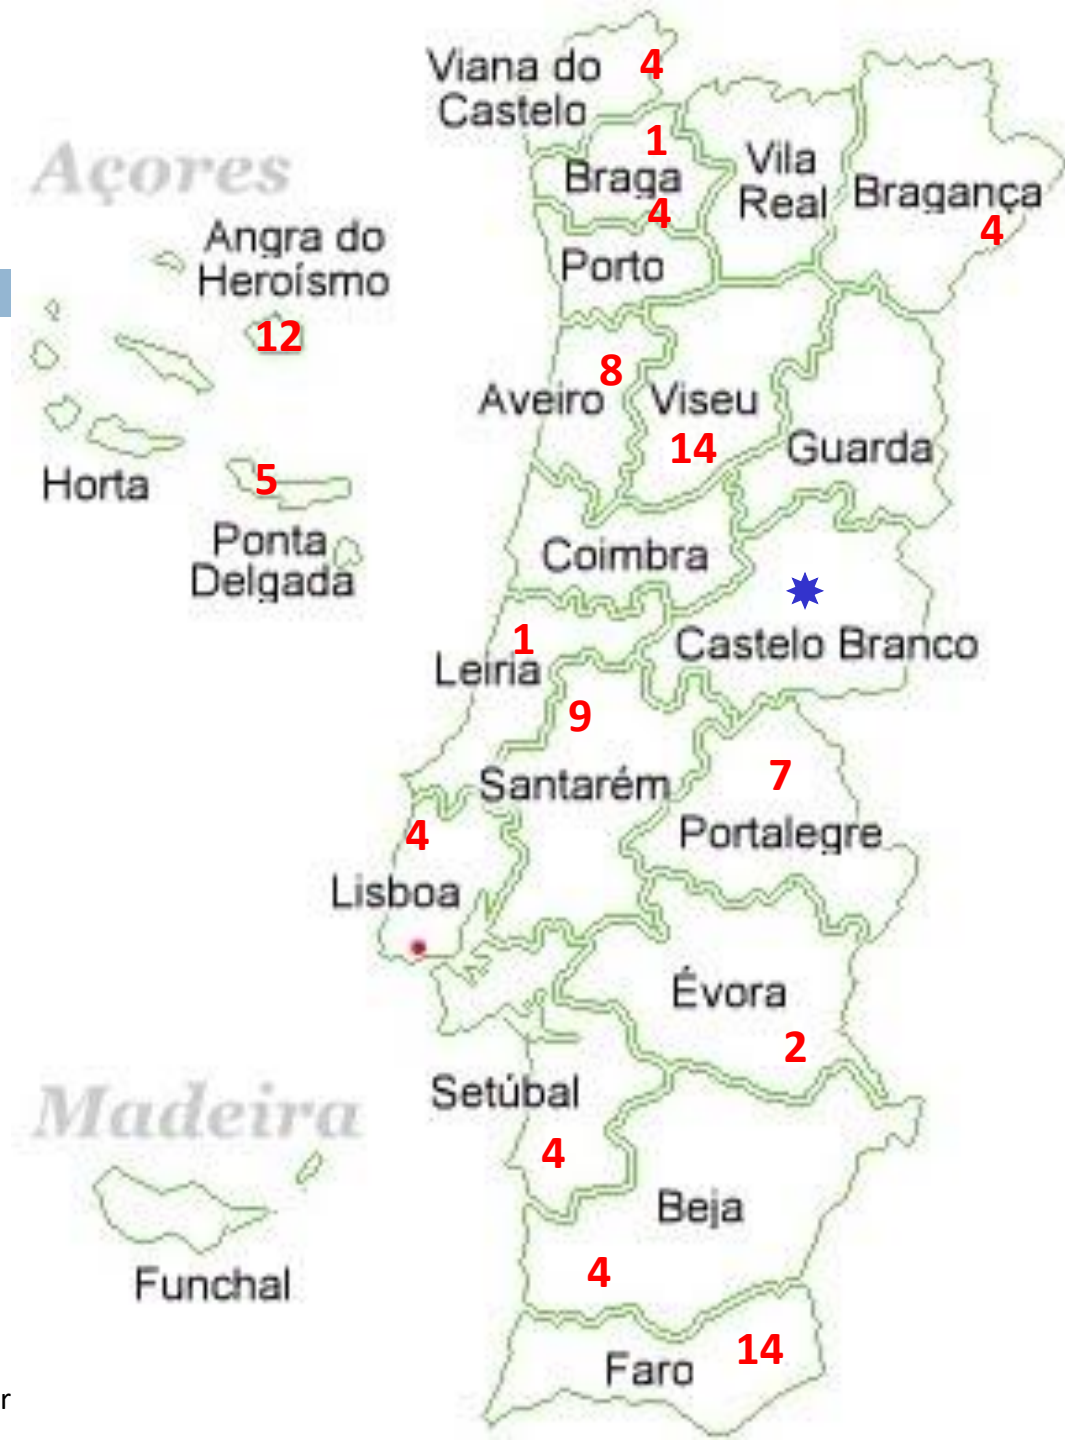 Viana do
Castelo
4
1
Braga
4
Vila
Real
Bragança
4
Porto
Açores
Angra do
Heroísmo
12
8
Aveiro
Viseu
14
Guarda
Horta
5
Ponta
Delgada
Coimbra
Castelo Branco
1
Leiria
9
Santarém
7
Portalegre
4
Lisboa
Évora
2
Setúbal
4
Madeira
Funchal
Beja
4
Faro
14
r